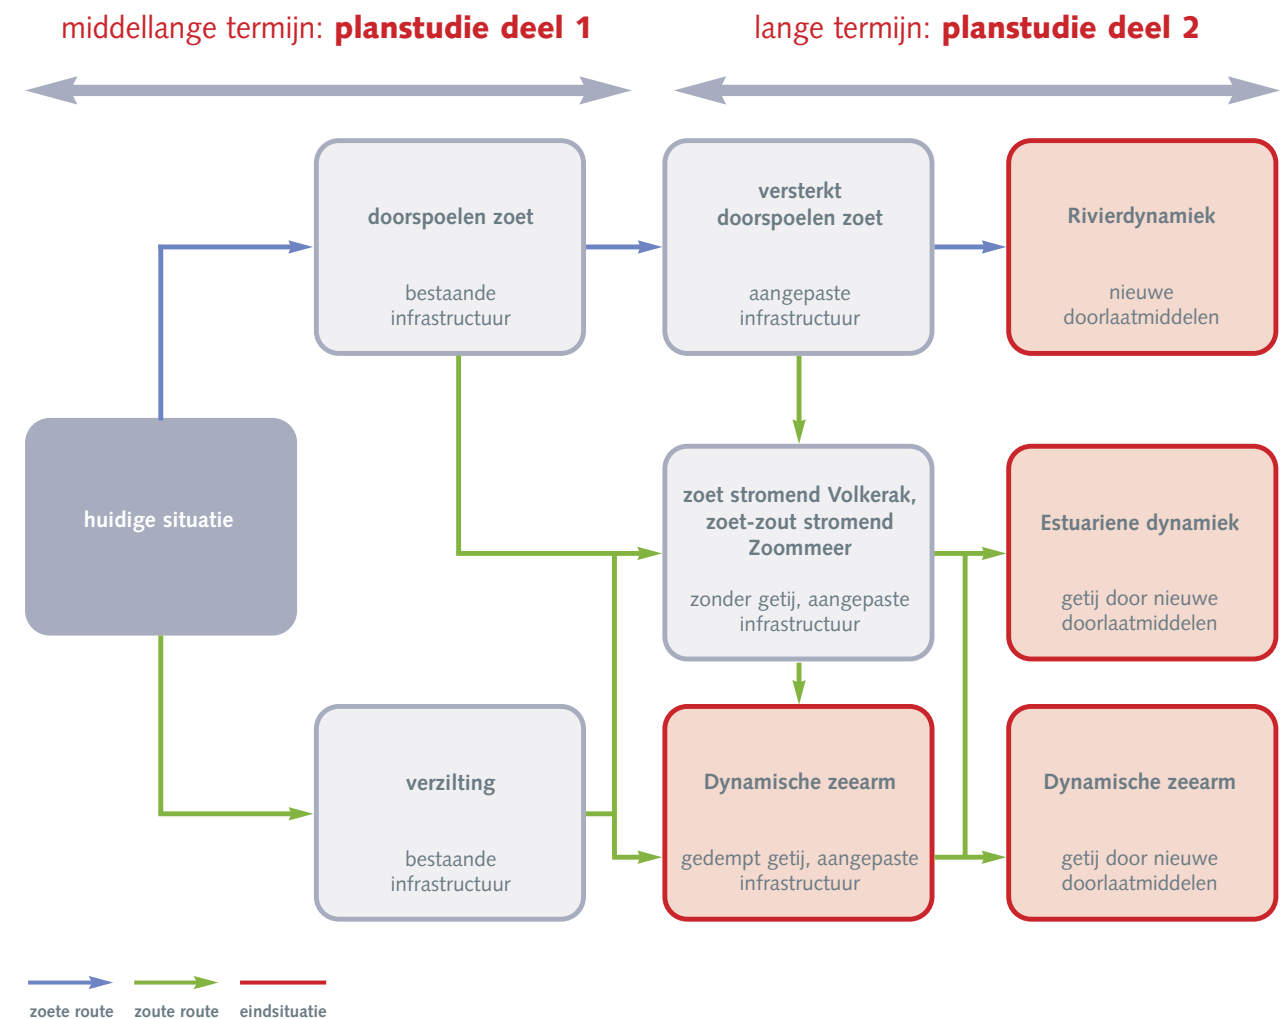 middellange termijn: planstudie deel 1
lange termijn: planstudie deel 2
doorspoelen zoet
bestaande
infrastructuur
versterkt
doorspoelen zoet
aangepaste
infrastructuur
Rivierdynamiek
nieuwe
doorlaatmiddelen
huidige situatie
zoet stromend Volkerak,
zoet-zout stromend
Zoommeer
zonder getij, aangepaste
infrastructuur
Estuariene dynamiek
getij door nieuwe
doorlaatmiddelen
verzilting
bestaande
infrastructuur
Dynamische zeearm
gedempt getij, aangepaste
infrastructuur
Dynamische zeearm
getij door nieuwe
doorlaatmiddelen
zoete route
zoute route
eindsituatie